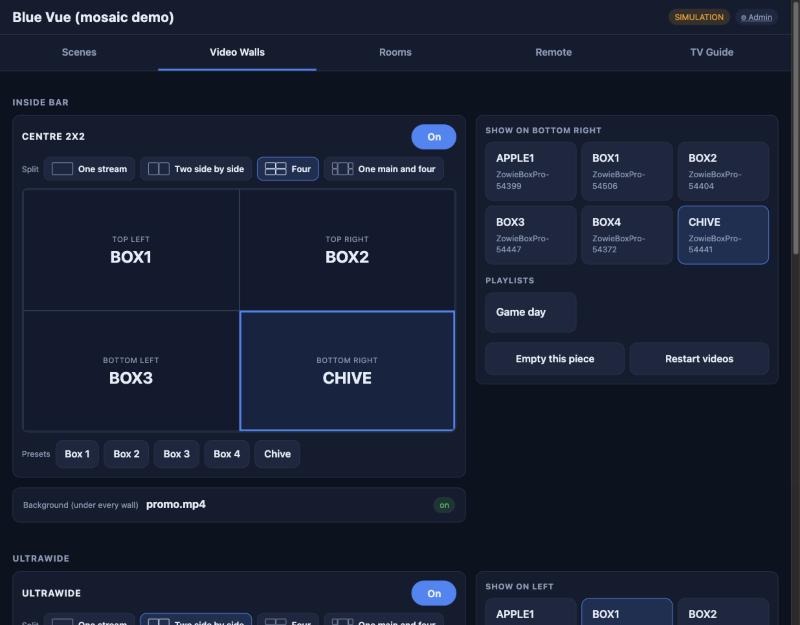 Blue Vue (mosaic demo)
SIMULATION
Admin
Scenes
Video Walls
Rooms
Remote
TV Guide
INSIDE BAR
CENTRE 2X2
On
Split
One stream
Two side by side
Four
One main and four
TOP LEFT
BOX1
TOP RIGHT
BOX2
BOTTOM LEFT
BOX3
BOTTOM RIGHT
CHIVE
Presets
Box 1
Box 2
Box 3
Box 4
Chive
Background (under every wall)
promo.mp4
on
SHOW ON BOTTOM RIGHT
APPLE1
ZowieBoxPro-
54399
BOX1
ZowieBoxPro-
54506
BOX2
ZowieBoxPro-
54404
BOX3
ZowieBoxPro-
54447
BOX4
ZowieBoxPro-
54372
CHIVE
ZowieBoxPro-
54441
PLAYLISTS
Game day
Empty this piece
Restart videos
ULTRAWIDE
ULTRAWIDE
On
Split
One stream
Two side by side
Four
One main and four
SHOW ON LEFT
APPLE1
BOX1
BOX2